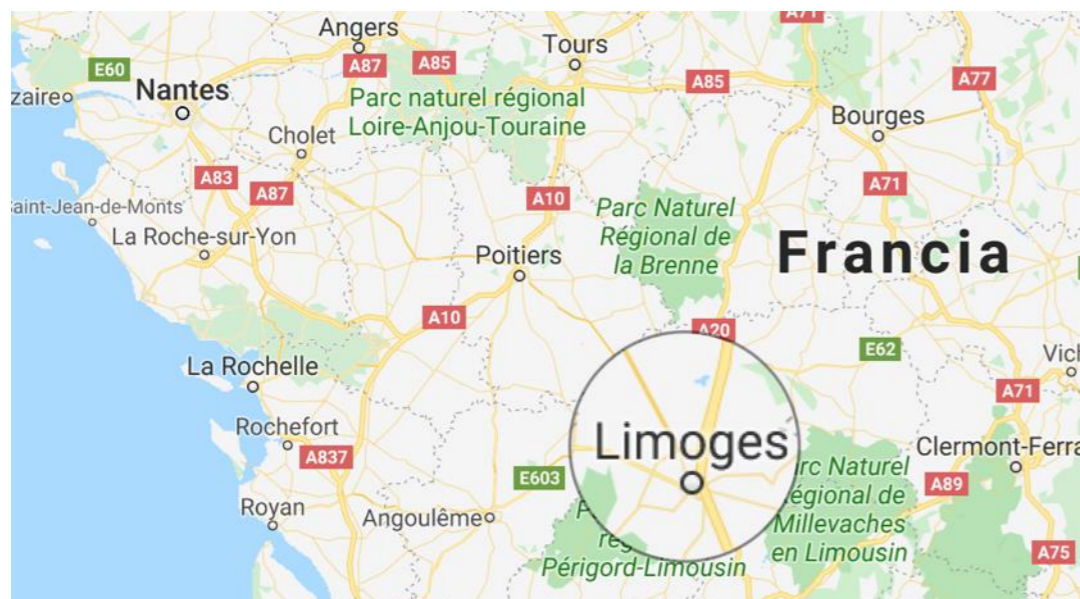 Angers
A71
Tours
E60
A87
A85
A85
A77
zaire
Nantes
Parc naturel régional
Loire-Anjou-Touraine
Bourges
Cholet
A83
A87
A10
A71
Saint-Jean-de-Monts
Parc Naturel
Régional de
la Brenne
La Roche-sur-Yon
Poitiers
Francia
A10
A20
E62
Vich
La Rochelle
A71
Rochefort
Limoges
Clermont-Ferra
A837
E603
rc Naturel
égional de
Millevaches
en Limousin
A89
Royan
Angoulême
P
rég
Périgord-Limousin
A75